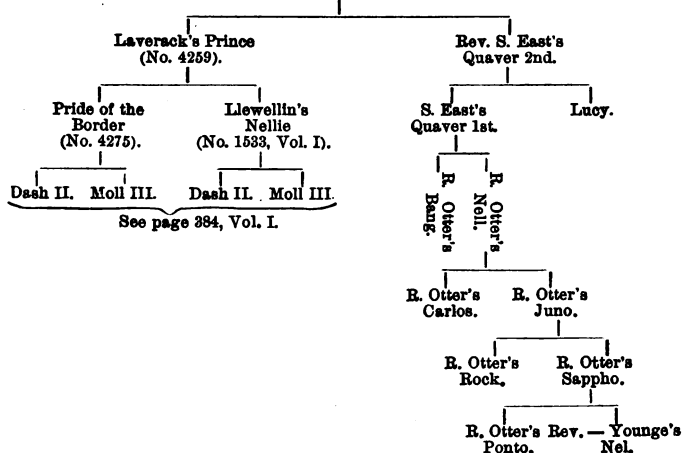 Laverack's Prince
(No. 4259).
Rev. S. East's
Quaver 2nd.
Pride of the
Border
(No. 4275).
Llewellin's
Nellie
(No. 1533, Vol. I).
S. East's
Quaver 1st.
Lucy.
Dash II. Moll III. Dash II. Moll III.
See page 384, Vol. I.
R. Otter's
Bang.
R. Otter's
Nell.
R. Otter's
Carlos.
R. Otter's
Juno.
R. Otter's
Rock.
R. Otter's
Sappho.
R. Otter's
Ponto.
Rev. — Younge's
Nel.